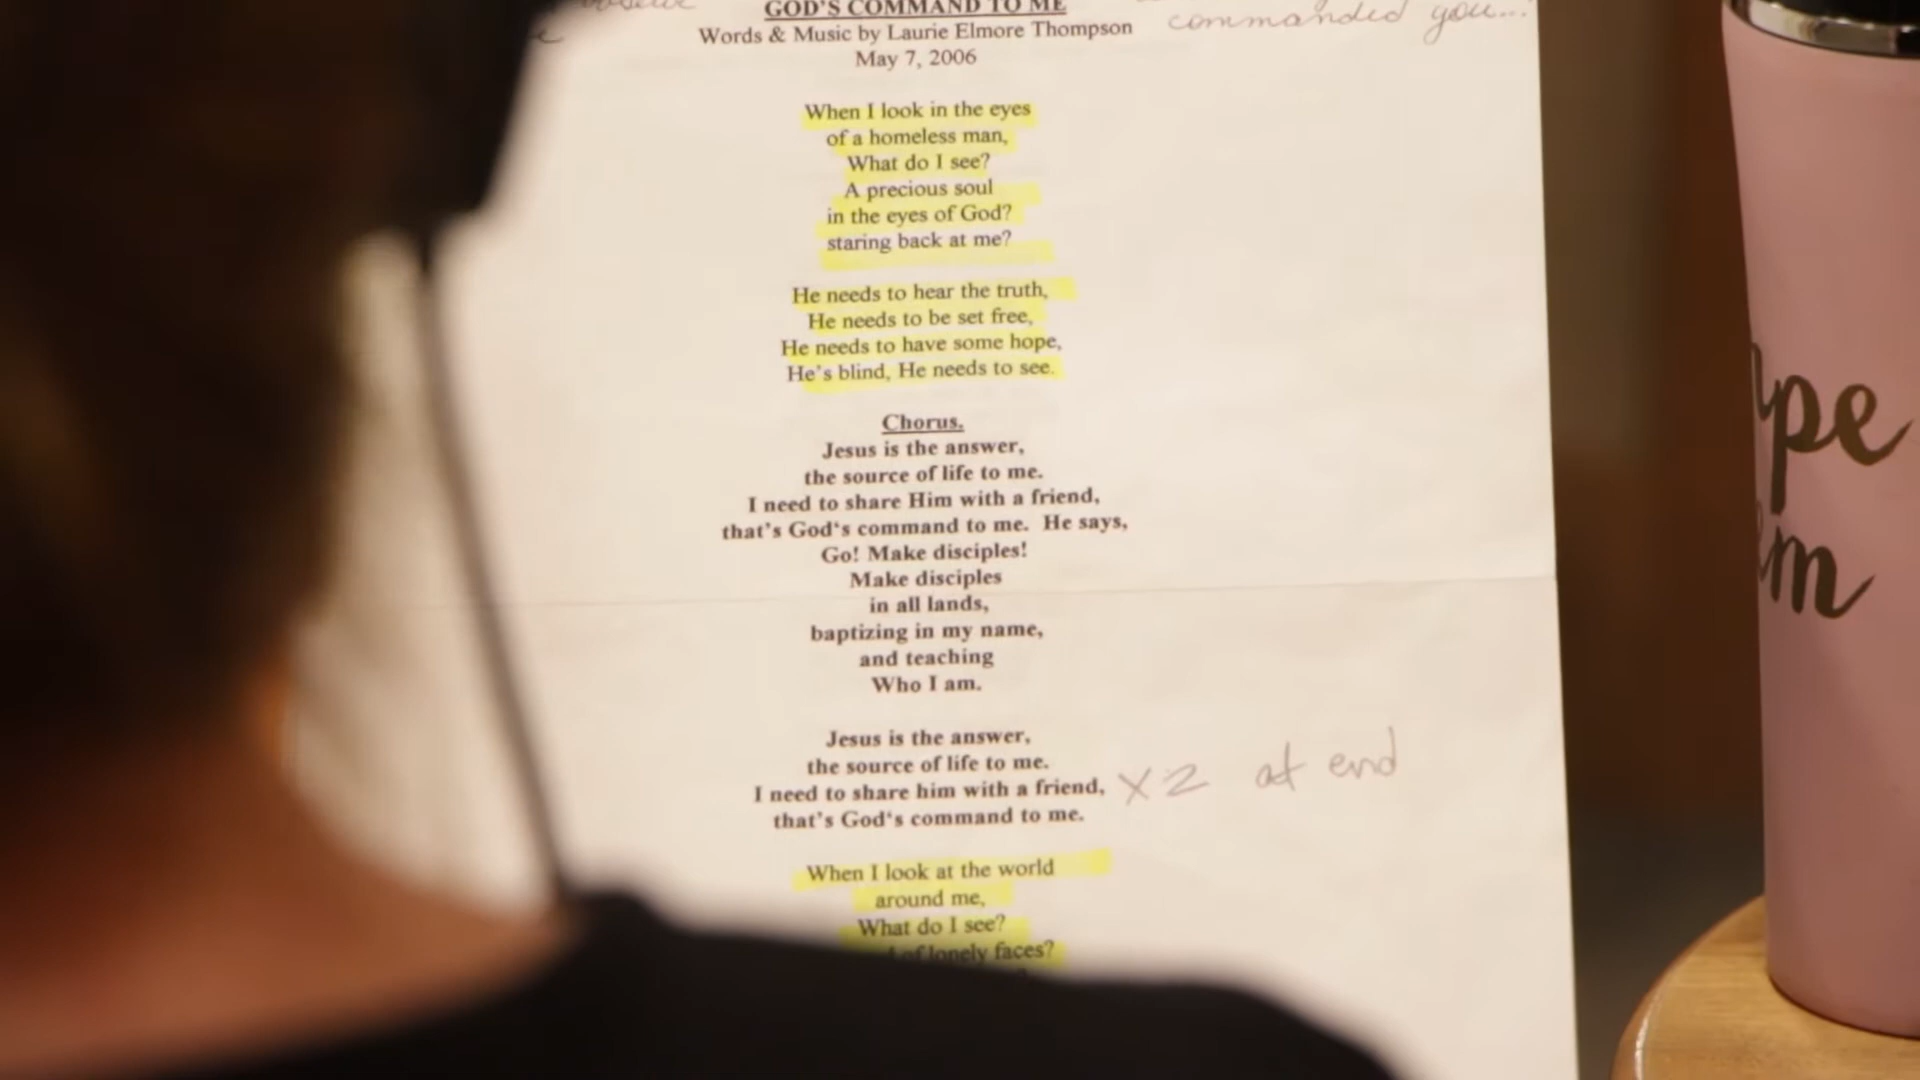 GOD'S COMMAND TO ME
commanded you...
Words & Music by Laurie Elmore Thompson
May 7, 2006
When I look in the eyes
of a homeless man,
What do I see?
A precious soul
in the eyes of God?
staring back at me?
He needs to hear the truth,
He needs to be set free,
He needs to have some hope,
He's blind, He needs to see.
Chorus.
Jesus is the answer,
the source of life to me.
I need to share Him with a friend,
that's God's command to me. He says,
Go! Make disciples!
Make disciples
in all lands,
baptizing in my name,
and teaching
Who I am.
Jesus is the answer,
the source of life to me.
I need to share him with a friend,
that's God's command to me.
X2 at end
When I look at the world
around me,
What do I see?
of lonely faces?